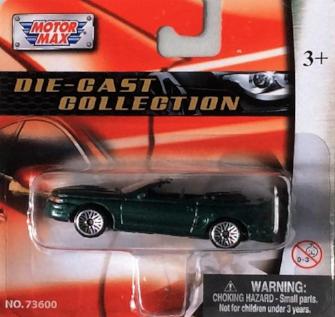 MOTOR
MAX
3+
DIE-CAST
COLLECTION
0-3
WARNING:
CHOKING HAZARD - Small parts.
Not for children under 3 years.
NO.73600